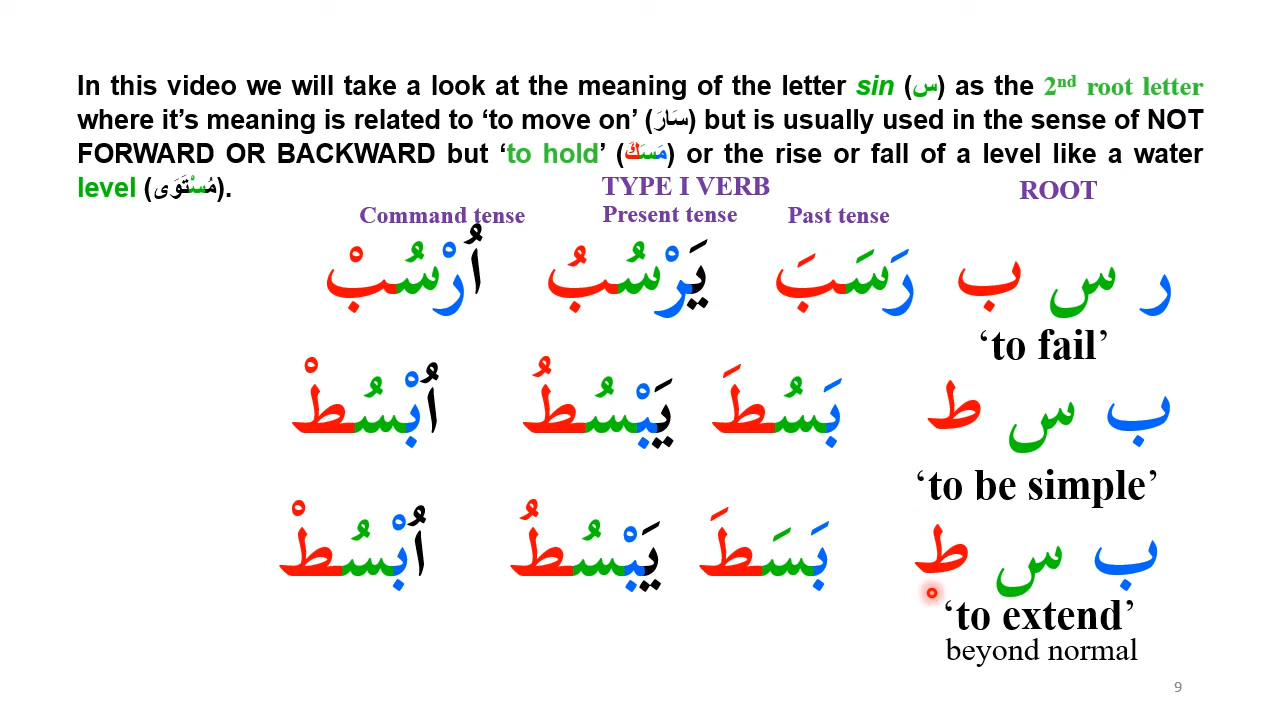 In this video we will take a look at the meaning of the letter sin (س) as the 2nd root letter
where it's meaning is related to 'to move on' (سَارَ) but is usually used in the sense of NOT
FORWARD OR BACKWARD but 'to hold' (مَسَكَ) or the rise or fall of a level like a water
level (مُسْتَوَى).
TYPE I VERB
ROOT
Command tense Present tense Past tense
ر س ب رَسَبَ يَرْسُبُ اُرْسُبْ
'to fail'
ب س ط بَسُطَ يَبْسُطُ اُبْسُطْ
'to be simple'
ب س ط بَسَطَ يَبْسُطُ اُبْسُطْ
'to extend'
beyond normal
9